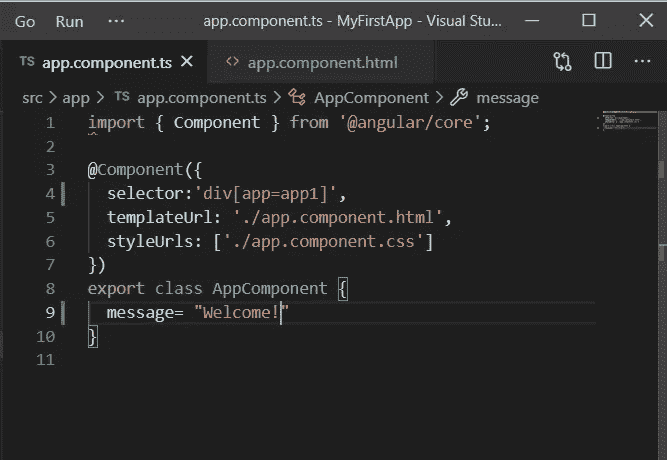 Go Run ··· app.component.ts - MyFirstApp - Visual Stu...
TS app.component.ts × <> app.component.html ···
src > app > TS app.component.ts > AppComponent > message
1 import { Component } from '@angular/core';
2
3 @Component({
4 selector:'div[app=app1]',
5 templateUrl: './app.component.html',
6 styleUrls: ['./app.component.css']
7 })
8 export class AppComponent {
9 message= "Welcome!"
10 }
11